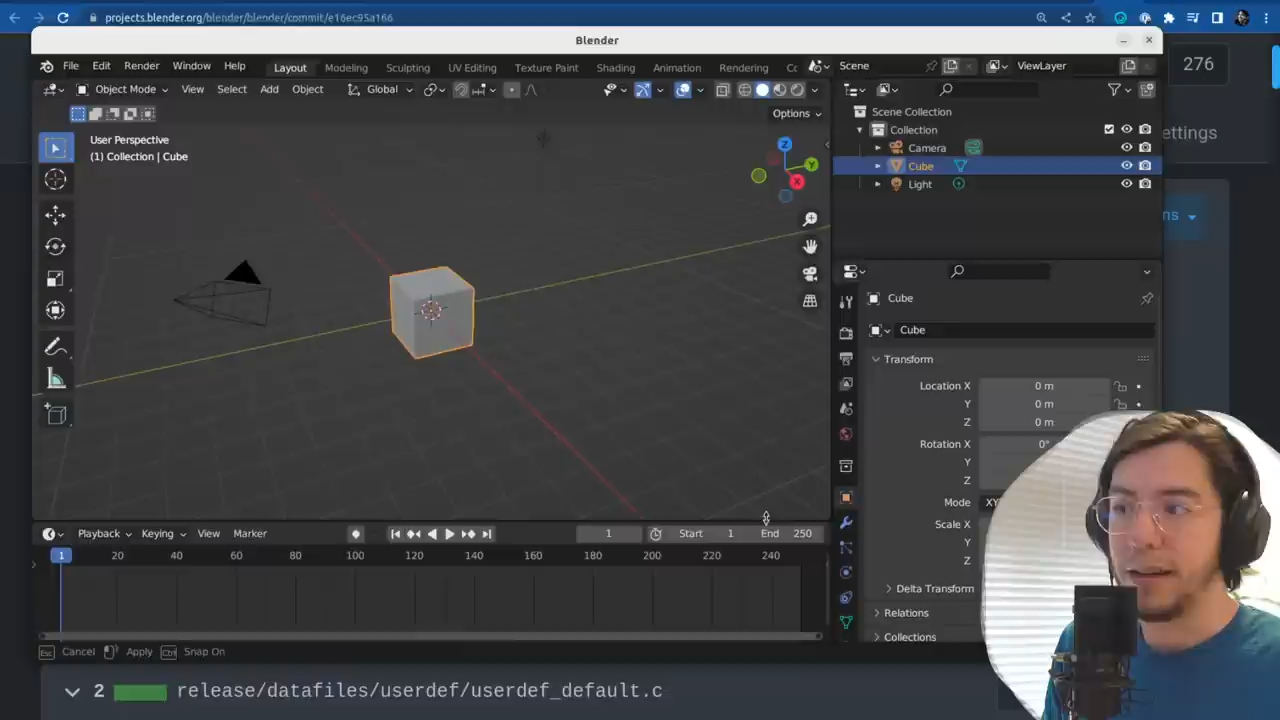 projects.blender.org/blender/blender/commit/e16ec95a166
Blender
File Edit Render Window Help Layout Modeling Sculpting UV Editing Texture Paint Shading Animation Rendering Cc Scene ViewLayer
276
Object Mode View Select Add Object Global
Options
ettings
User Perspective
(1) Collection | Cube
Z
Y
X
Scene Collection
Collection
Camera
Cube
Light
ns
Cube
Cube
Transform
Location X 0 m
Y 0 m
Z 0 m
Rotation X 0°
Y
Z
Mode XY
Scale X
Y
Z
Delta Transform
Relations
Collections
Playback Keying View Marker 1 Start 1 End 250
1 20 40 60 80 100 120 140 160 180 200 220 240
Esc Cancel Apply Ctrl Snap On
2 release/datafiles/userdef/userdef_default.c